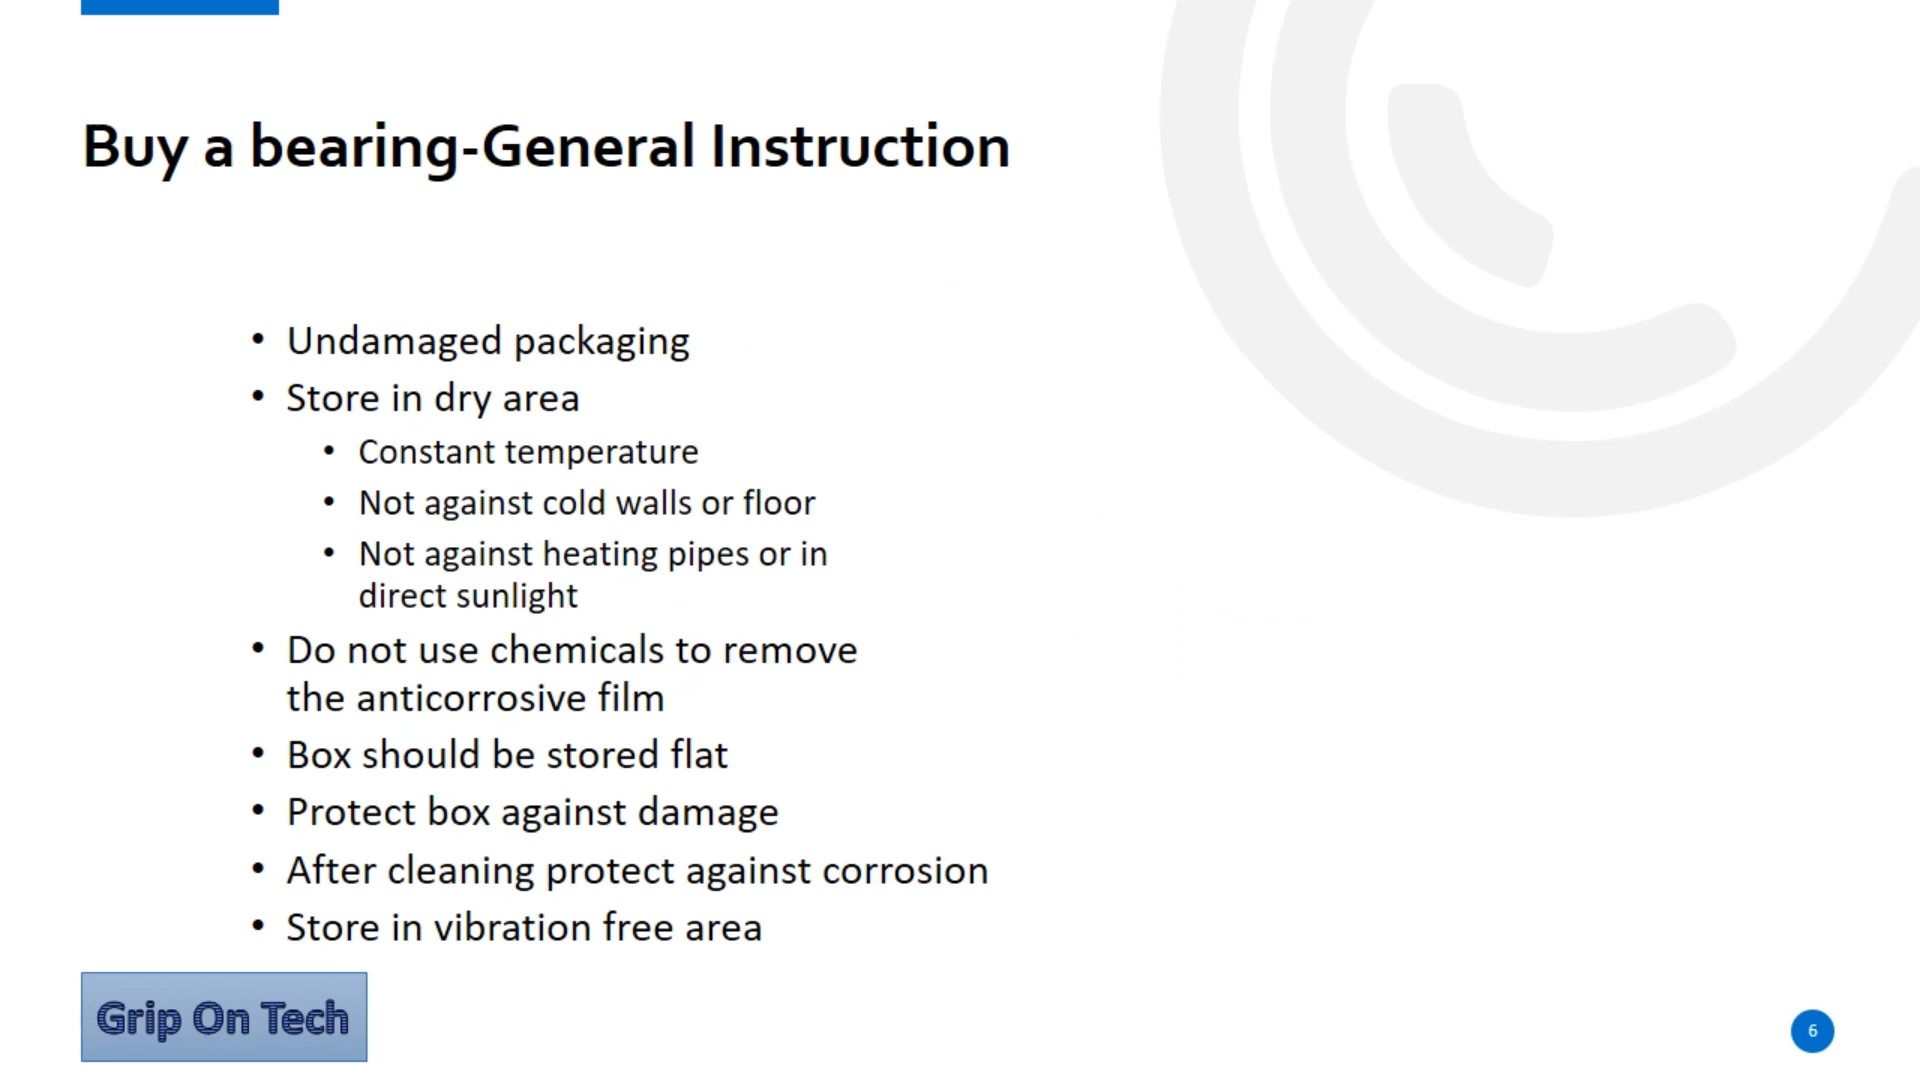 Buy a bearing-General Instruction
• Undamaged packaging
• Store in dry area
• Constant temperature
• Not against cold walls or floor
• Not against heating pipes or in
direct sunlight
• Do not use chemicals to remove
the anticorrosive film
• Box should be stored flat
• Protect box against damage
• After cleaning protect against corrosion
• Store in vibration free area
Grip On Tech
6